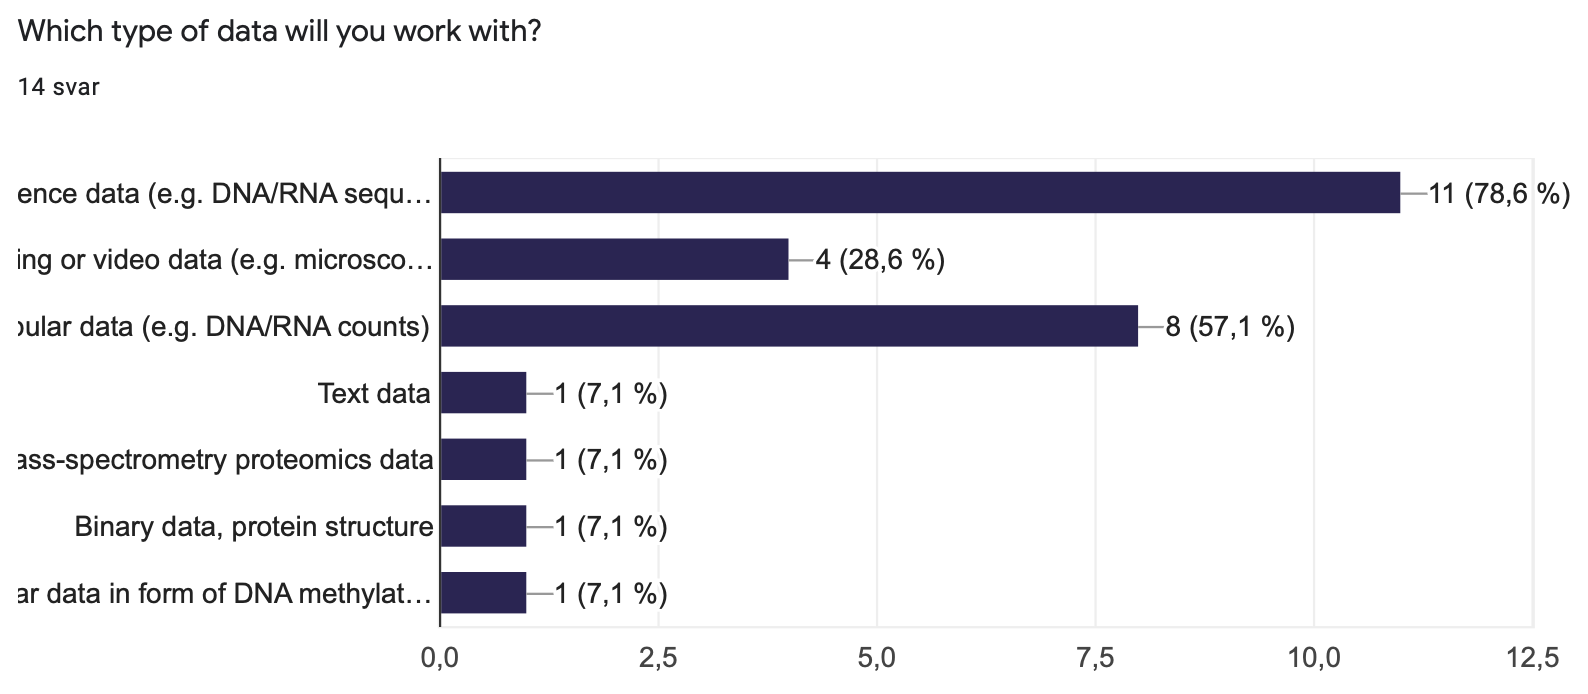 Which type of data will you work with?
14 svar
ence data (e.g. DNA/RNA sequ…
11 (78,6 %)
ing or video data (e.g. microsco…
4 (28,6 %)
ular data (e.g. DNA/RNA counts)
8 (57,1 %)
Text data
1 (7,1 %)
ass-spectrometry proteomics data
1 (7,1 %)
Binary data, protein structure
1 (7,1 %)
ar data in form of DNA methylat…
1 (7,1 %)
0,0 2,5 5,0 7,5 10,0 12,5